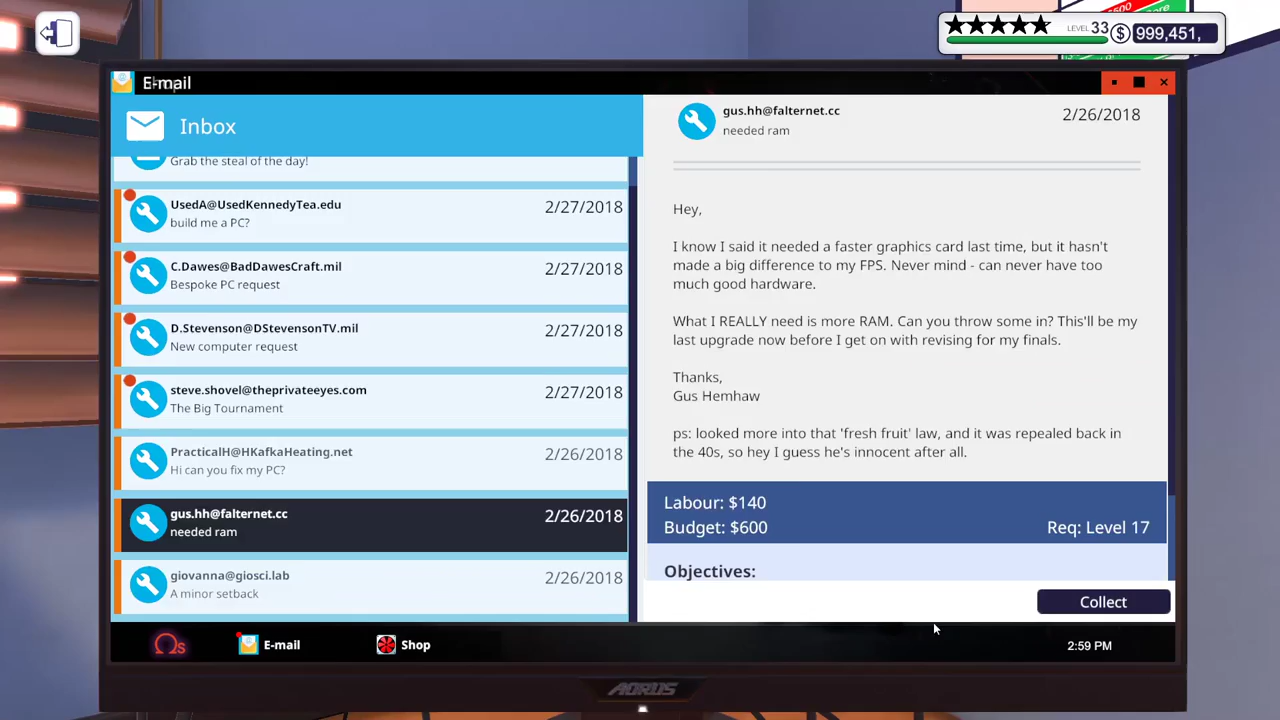 LEVEL 33 $ 999,451,
E-mail
Inbox
Grab the steal of the day!
UsedA@UsedKennedyTea.edu 2/27/2018
build me a PC?
C.Dawes@BadDawesCraft.mil 2/27/2018
Bespoke PC request
D.Stevenson@DStevensonTV.mil 2/27/2018
New computer request
steve.shovel@theprivateeyes.com 2/27/2018
The Big Tournament
PracticalH@HKafkaHeating.net 2/26/2018
Hi can you fix my PC?
gus.hh@falternet.cc 2/26/2018
needed ram
giovanna@giosci.lab 2/26/2018
A minor setback
gus.hh@falternet.cc 2/26/2018
needed ram
Hey,
I know I said it needed a faster graphics card last time, but it hasn't
made a big difference to my FPS. Never mind - can never have too
much good hardware.
What I REALLY need is more RAM. Can you throw some in? This'll be my
last upgrade now before I get on with revising for my finals.
Thanks,
Gus Hemhaw
ps: looked more into that 'fresh fruit' law, and it was repealed back in
the 40s, so hey I guess he's innocent after all.
Labour: $140
Budget: $600 Req: Level 17
Objectives:
Collect
Ωs E-mail Shop 2:59 PM
AORUS